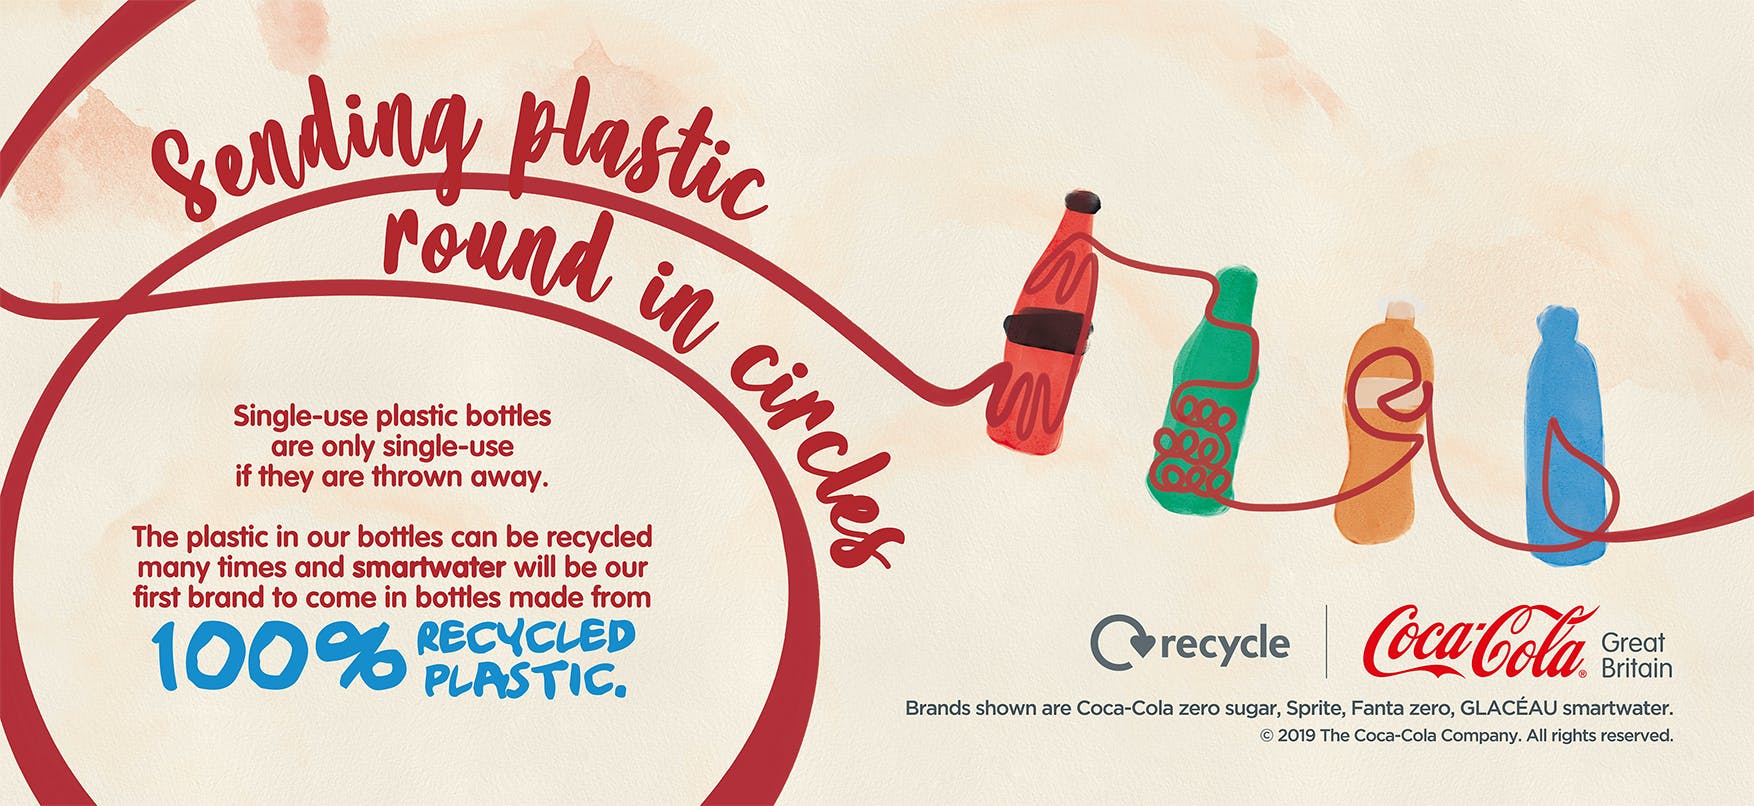 Sending plastic
round in circles
Single-use plastic bottles
are only single-use
if they are thrown away.
The plastic in our bottles can be recycled
many times and smartwater will be our
first brand to come in bottles made from
100% RECYCLED
PLASTIC.
recycle
Coca-Cola®
Great
Britain
Brands shown are Coca-Cola zero sugar, Sprite, Fanta zero, GLACÉAU smartwater.
© 2019 The Coca-Cola Company. All rights reserved.